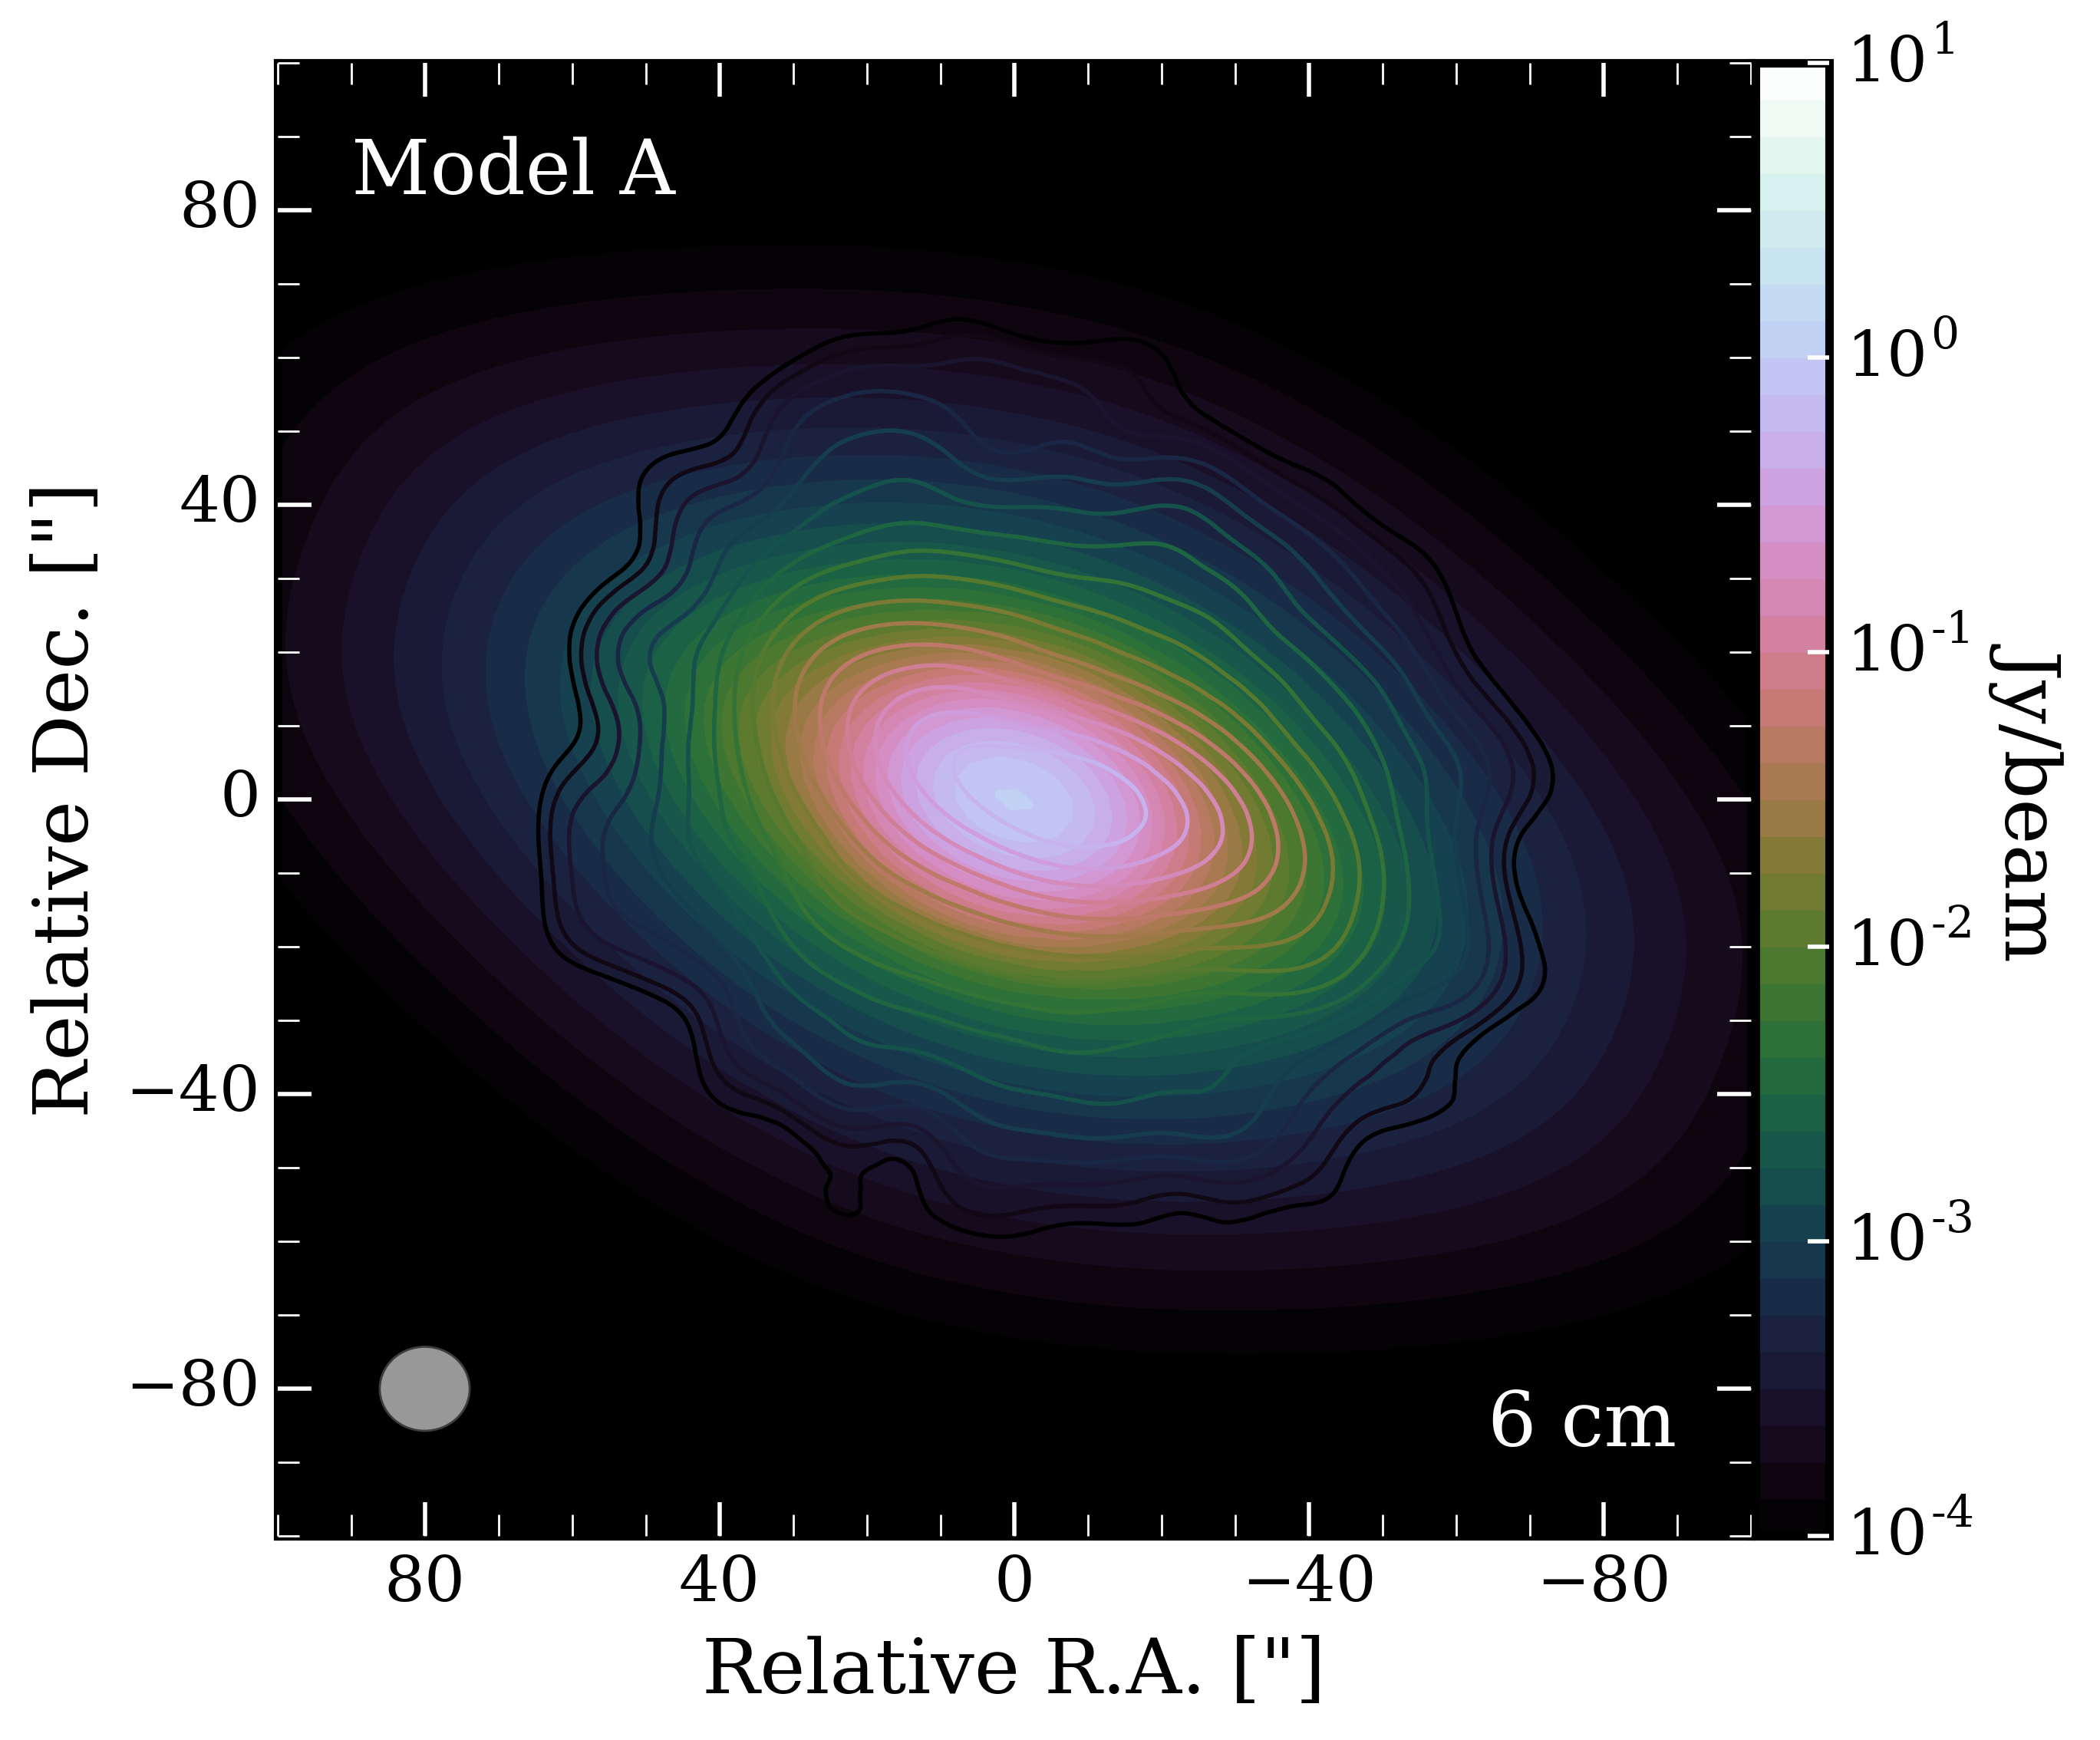 Model A
6 cm
80
40
0
−40
−80
Relative Dec. ["]
80 40 0 −40 −80
Relative R.A. ["]
10^1
10^0
10^-1
10^-2
10^-3
10^-4
Jy/beam